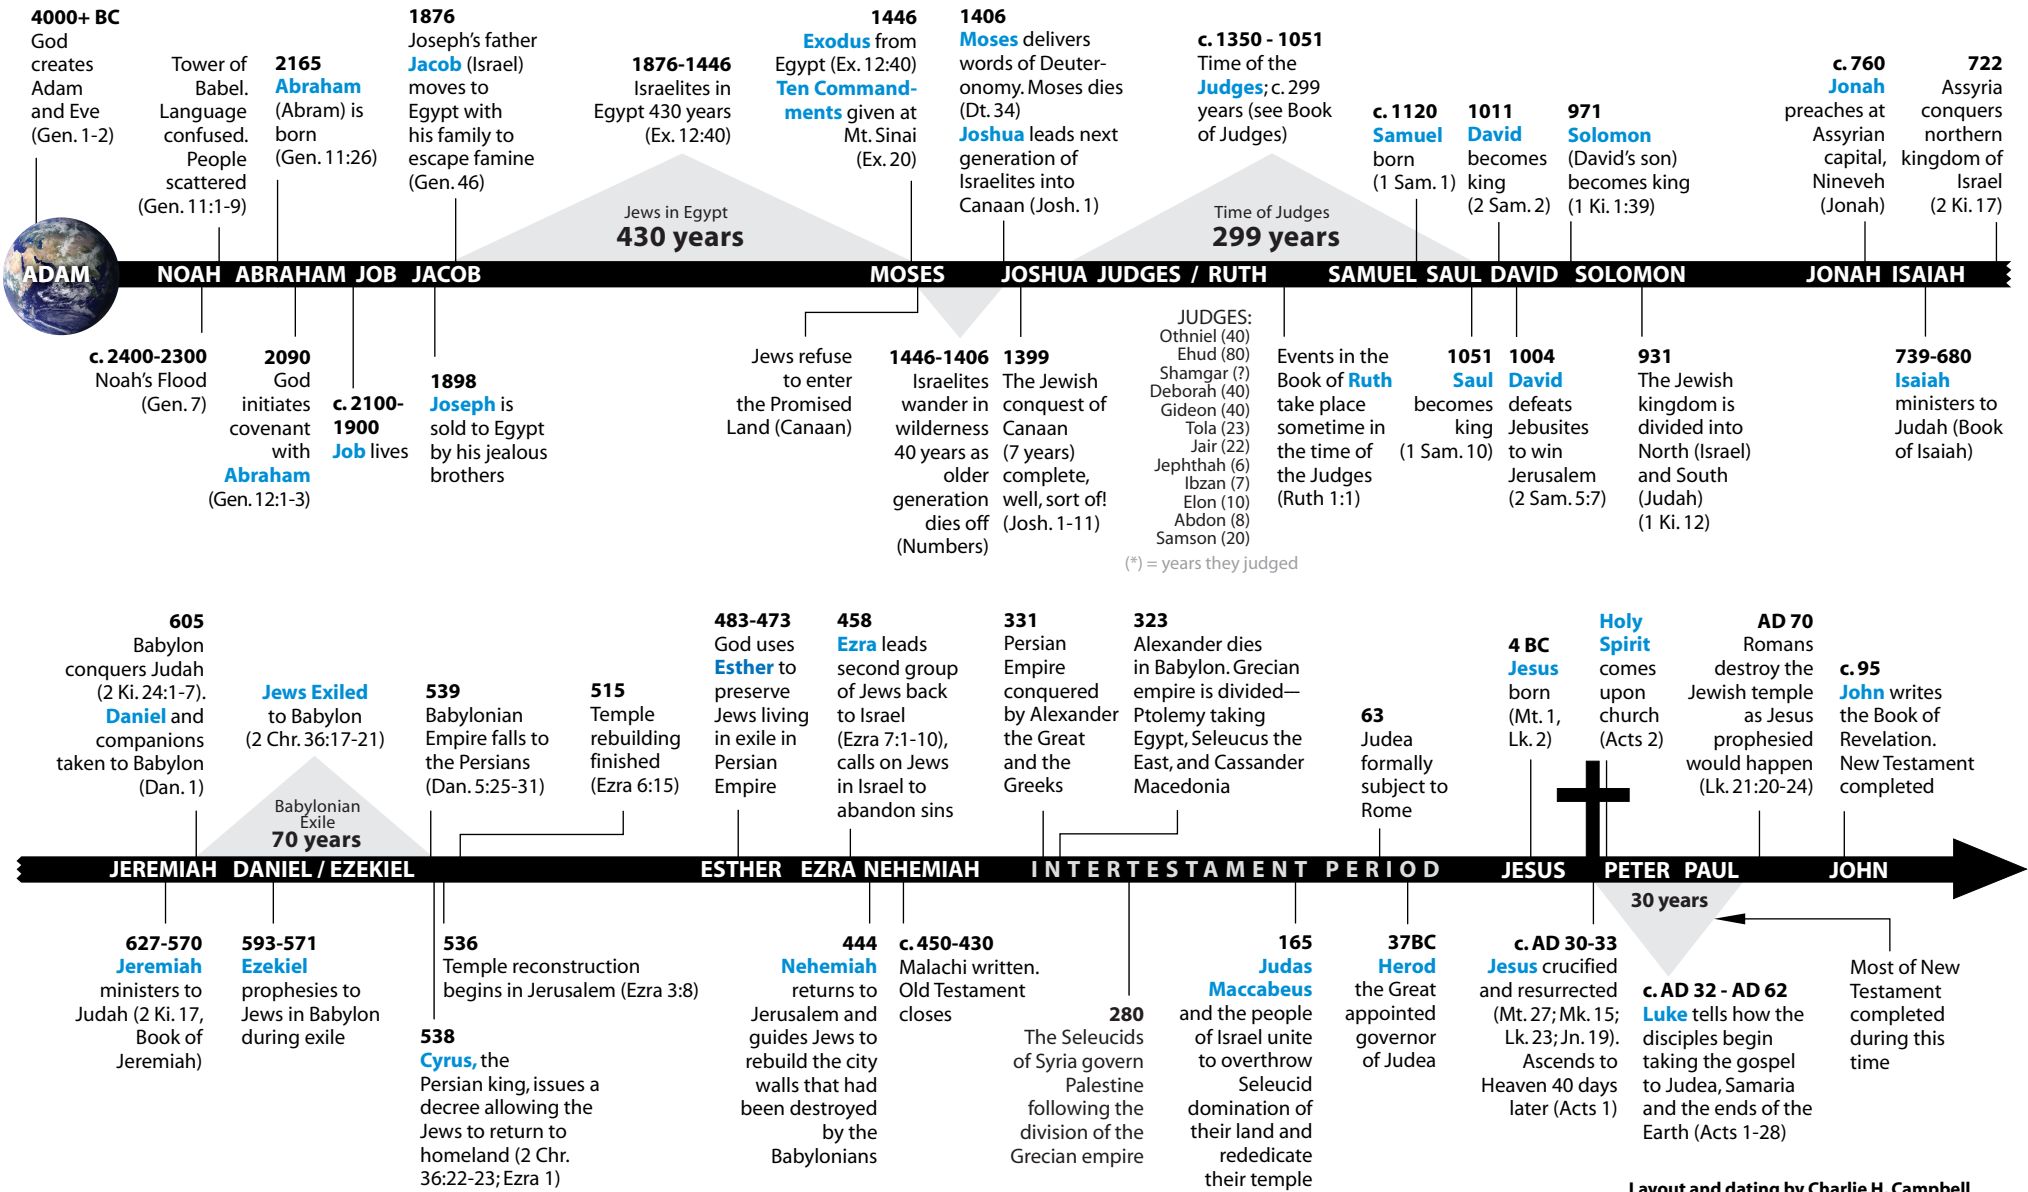 4000+ BC
God
creates
Adam
and Eve
(Gen. 1-2)
Tower of
Babel.
Language
confused.
People
scattered
(Gen. 11:1-9)
2165
Abraham
(Abram) is
born
(Gen. 11:26)
1876
Joseph's father
Jacob (Israel)
moves to
Egypt with
his family to
escape famine
(Gen. 46)
1876-1446
Israelites in
Egypt 430 years
(Ex. 12:40)
Jews in Egypt
430 years
1446
Exodus from
Egypt (Ex. 12:40)
Ten Command-
ments given at
Mt. Sinai
(Ex. 20)
1406
Moses delivers
words of Deuter-
onomy. Moses dies
(Dt. 34)
Joshua leads next
generation of
Israelites into
Canaan (Josh. 1)
c. 1350 - 1051
Time of the
Judges; c. 299
years (see Book
of Judges)
Time of Judges
299 years
c. 1120
Samuel
born
(1 Sam. 1)
1011
David
becomes
king
(2 Sam. 2)
971
Solomon
(David's son)
becomes king
(1 Ki. 1:39)
c. 760
Jonah
preaches at
Assyrian
capital,
Nineveh
(Jonah)
722
Assyria
conquers
northern
kingdom of
Israel
(2 Ki. 17)
ADAM NOAH ABRAHAM JOB JACOB MOSES JOSHUA JUDGES / RUTH SAMUEL SAUL DAVID SOLOMON JONAH ISAIAH
c. 2400-2300
Noah's Flood
(Gen. 7)
2090
God
initiates
covenant
with
Abraham
(Gen. 12:1-3)
c. 2100-
1900
Job lives
1898
Joseph is
sold to Egypt
by his jealous
brothers
Jews refuse
to enter
the Promised
Land (Canaan)
1446-1406
Israelites
wander in
wilderness
40 years as
older
generation
dies off
(Numbers)
1399
The Jewish
conquest of
Canaan
(7 years)
complete,
well, sort of!
(Josh. 1-11)
JUDGES:
Othniel (40)
Ehud (80)
Shamgar (?)
Deborah (40)
Gideon (40)
Tola (23)
Jair (22)
Jephthah (6)
Ibzan (7)
Elon (10)
Abdon (8)
Samson (20)
(*) = years they judged
Events in the
Book of Ruth
take place
sometime in
the time of
the Judges
(Ruth 1:1)
1051
Saul
becomes
king
(1 Sam. 10)
1004
David
defeats
Jebusites
to win
Jerusalem
(2 Sam. 5:7)
931
The Jewish
kingdom is
divided into
North (Israel)
and South
(Judah)
(1 Ki. 12)
739-680
Isaiah
ministers to
Judah (Book
of Isaiah)
605
Babylon
conquers Judah
(2 Ki. 24:1-7).
Daniel and
companions
taken to Babylon
(Dan. 1)
Jews Exiled
to Babylon
(2 Chr. 36:17-21)
Babylonian
Exile
70 years
539
Babylonian
Empire falls to
the Persians
(Dan. 5:25-31)
515
Temple
rebuilding
finished
(Ezra 6:15)
483-473
God uses
Esther to
preserve
Jews living
in exile in
Persian
Empire
458
Ezra leads
second group
of Jews back
to Israel
(Ezra 7:1-10),
calls on Jews
in Israel to
abandon sins
331
Persian
Empire
conquered
by Alexander
the Great
and the
Greeks
323
Alexander dies
in Babylon. Grecian
empire is divided—
Ptolemy taking
Egypt, Seleucus the
East, and Cassander
Macedonia
63
Judea
formally
subject to
Rome
4 BC
Jesus
born
(Mt. 1,
Lk. 2)
Holy
Spirit
comes
upon
church
(Acts 2)
AD 70
Romans
destroy the
Jewish temple
as Jesus
prophesied
would happen
(Lk. 21:20-24)
c. 95
John writes
the Book of
Revelation.
New Testament
completed
JEREMIAH DANIEL / EZEKIEL ESTHER EZRA NEHEMIAH INTERTESTAMENT PERIOD JESUS PETER PAUL JOHN
30 years
627-570
Jeremiah
ministers to
Judah (2 Ki. 17,
Book of
Jeremiah)
593-571
Ezekiel
prophesies to
Jews in Babylon
during exile
536
Temple reconstruction
begins in Jerusalem (Ezra 3:8)
538
Cyrus, the
Persian king, issues a
decree allowing the
Jews to return to
homeland (2 Chr.
36:22-23; Ezra 1)
444
Nehemiah
returns to
Jerusalem and
guides Jews to
rebuild the city
walls that had
been destroyed
by the
Babylonians
c. 450-430
Malachi written.
Old Testament
closes
280
The Seleucids
of Syria govern
Palestine
following the
division of the
Grecian empire
165
Judas
Maccabeus
and the people
of Israel unite
to overthrow
Seleucid
domination of
their land and
rededicate
their temple
37BC
Herod
the Great
appointed
governor
of Judea
c. AD 30-33
Jesus crucified
and resurrected
(Mt. 27; Mk. 15;
Lk. 23; Jn. 19).
Ascends to
Heaven 40 days
later (Acts 1)
c. AD 32 - AD 62
Luke tells how the
disciples begin
taking the gospel
to Judea, Samaria
and the ends of the
Earth (Acts 1-28)
Most of New
Testament
completed
during this
time
Layout and dating by Charlie H. Campbell